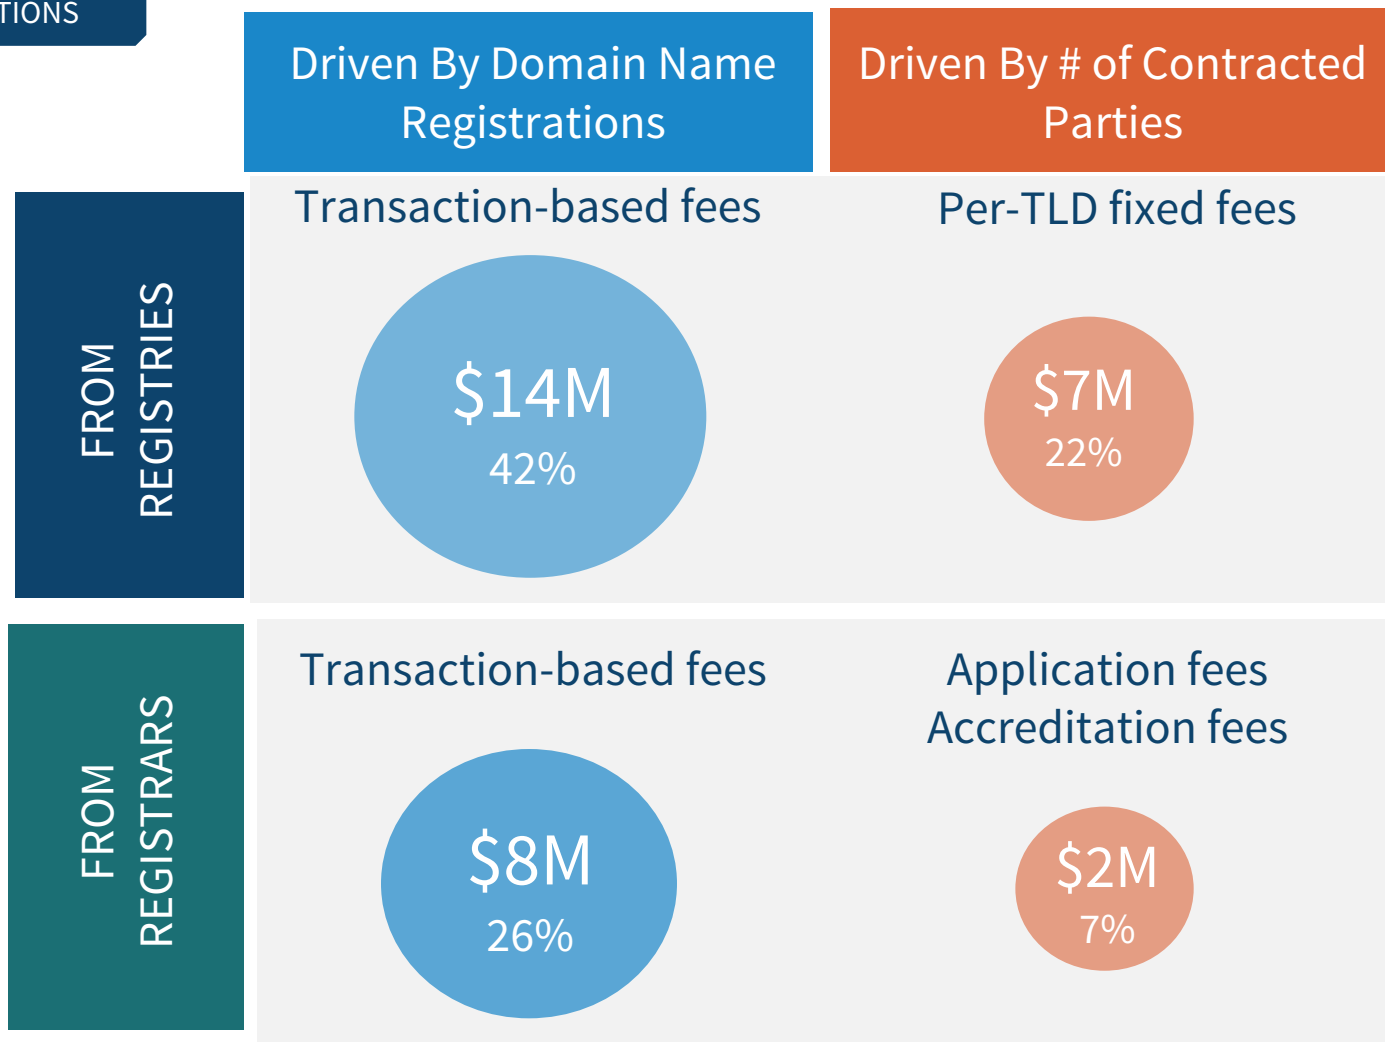 TIONS
Driven By Domain Name
Registrations
Driven By # of Contracted
Parties
FROM
REGISTRIES
Transaction-based fees
$14M
42%
Per-TLD fixed fees
$7M
22%
FROM
REGISTRARS
Transaction-based fees
$8M
26%
Application fees
Accreditation fees
$2M
7%